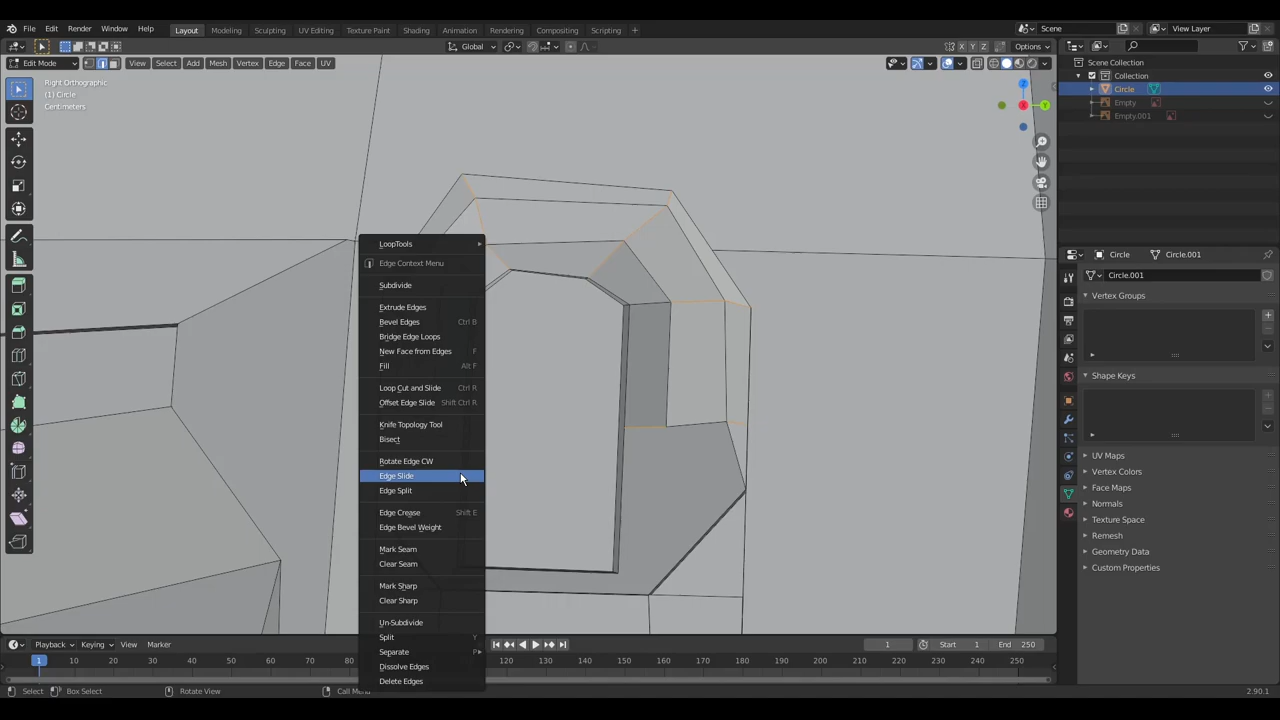 File Edit Render Window Help Layout Modeling Sculpting UV Editing Texture Paint Shading Animation Rendering Compositing Scripting + Scene View Layer
Global X Y Z Options
Edit Mode View Select Add Mesh Vertex Edge Face UV
Scene Collection
Collection
Circle
Empty
Empty.001
Right Orthographic
(1) Circle
Centimeters
Z
X
Y
LoopTools
Edge Context Menu
Subdivide
Extrude Edges
Bevel Edges Ctrl B
Bridge Edge Loops
New Face from Edges F
Fill Alt F
Loop Cut and Slide Ctrl R
Offset Edge Slide Shift Ctrl R
Knife Topology Tool
Bisect
Rotate Edge CW
Edge Slide
Edge Split
Edge Crease Shift E
Edge Bevel Weight
Mark Seam
Clear Seam
Mark Sharp
Clear Sharp
Un-Subdivide
Split Y
Separate P
Dissolve Edges
Delete Edges
Circle Circle.001
Circle.001
Vertex Groups
Shape Keys
UV Maps
Vertex Colors
Face Maps
Normals
Texture Space
Remesh
Geometry Data
Custom Properties
Playback Keying View Marker 1 Start 1 End 250
1 10 20 30 40 50 60 70 80 120 130 140 150 160 170 180 190 200 210 220 230 240 250
Select Box Select Rotate View Call Menu 2.90.1